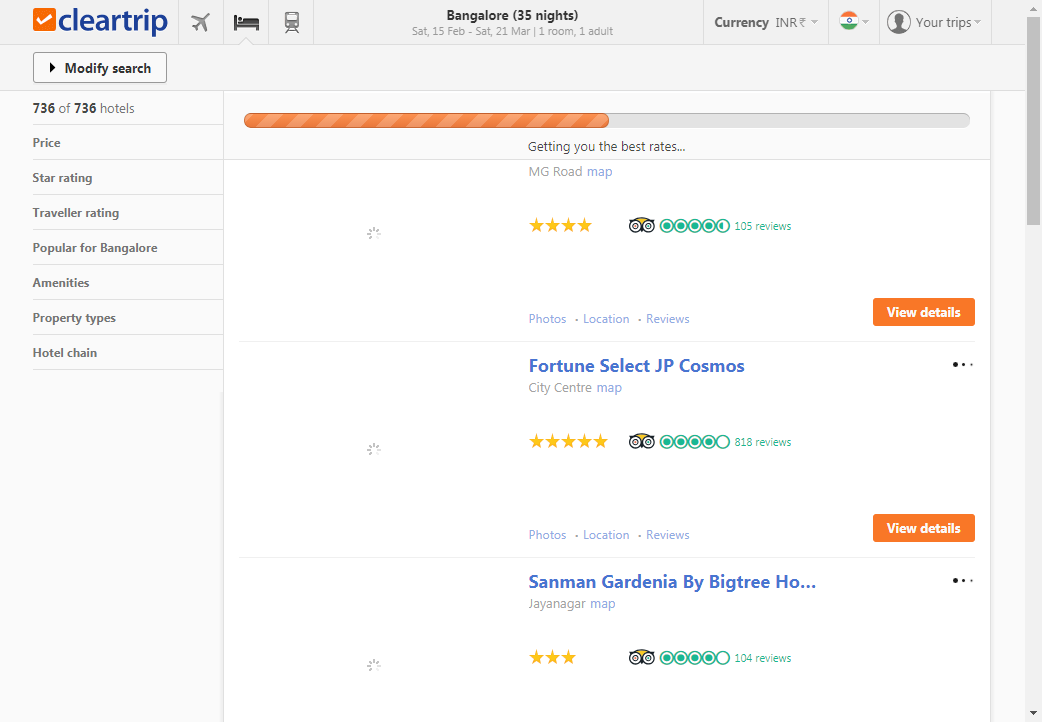 cleartrip
Bangalore (35 nights)
Sat, 15 Feb - Sat, 21 Mar | 1 room, 1 adult
Currency INR₹
Your trips
Modify search
736 of 736 hotels
Price
Star rating
Traveller rating
Popular for Bangalore
Amenities
Property types
Hotel chain
Getting you the best rates...
MG Road map
105 reviews
Photos • Location • Reviews
View details
Fortune Select JP Cosmos
City Centre map
818 reviews
Photos • Location • Reviews
View details
Sanman Gardenia By Bigtree Ho...
Jayanagar map
104 reviews